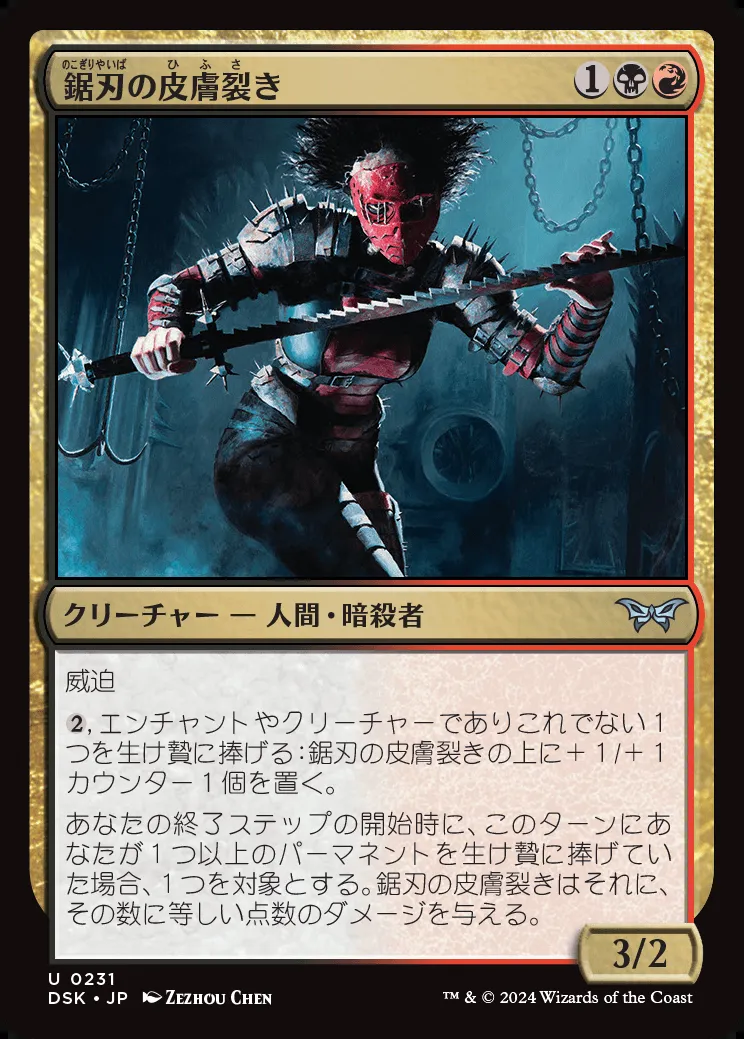 のこぎりやいば ひふさ
鋸刃の皮膚裂き 1
クリーチャー ― 人間・暗殺者
威迫
2,エンチャントやクリーチャーでありこれでない1
つを生け贄に捧げる:鋸刃の皮膚裂きの上に+1/+1
カウンター1個を置く。
あなたの終了ステップの開始時に、このターンにあ
なたが1つ以上のパーマネントを生け贄に捧げてい
た場合、1つを対象とする。鋸刃の皮膚裂きはそれに、
その数に等しい点数のダメージを与える。
3/2
U 0231
DSK • JP ZEZHOU CHEN
™ & © 2024 Wizards of the Coast